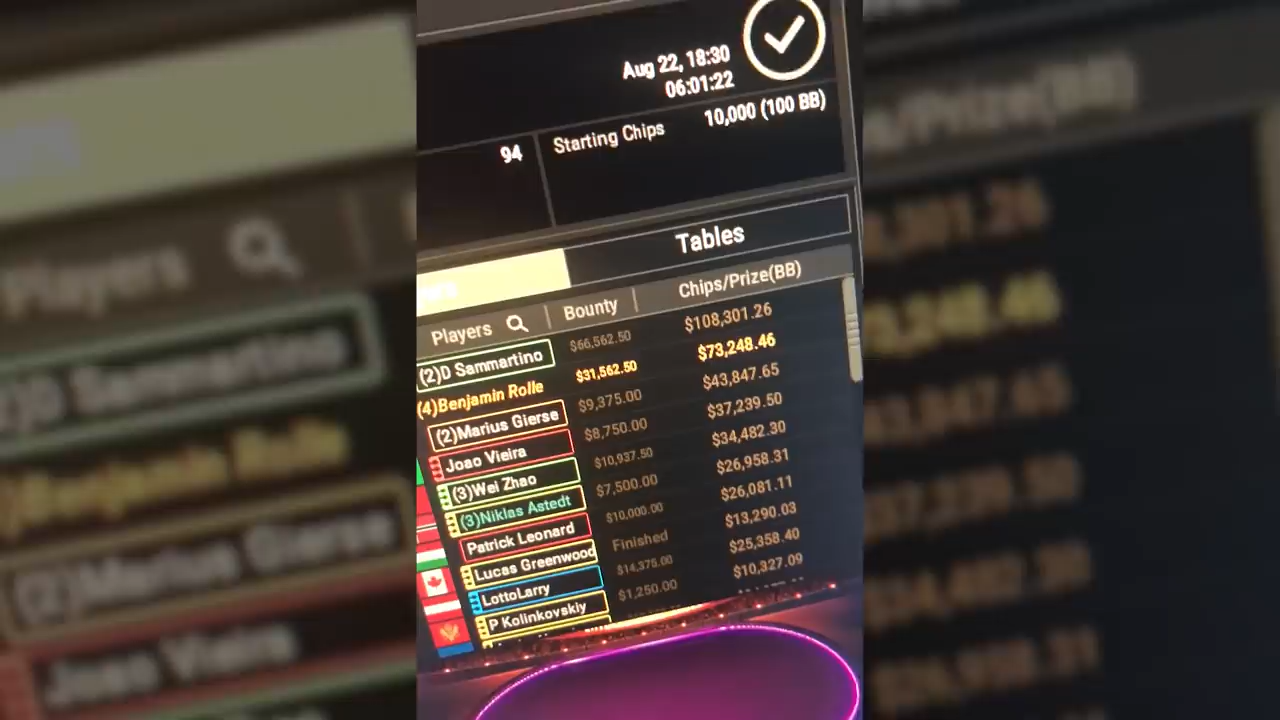 Aug 22, 18:30
06:01:22
94
Starting Chips
10,000 (100 BB)
Tables
Players
Bounty
Chips/Prize(BB)
(2)D Sammartino $66,562.50 $108,301.26
(4)Benjamin Rolle $31,562.50 $73,248.46
(2)Marius Gierse $9,375.00 $43,847.65
Joao Vieira $8,750.00 $37,239.50
(3)Wei Zhao $10,937.50 $34,482.30
(3)Niklas Astedt $7,500.00 $26,958.31
Patrick Leonard $10,000.00 $26,081.11
Lucas Greenwood Finished $13,290.03
LottoLarry $14,375.00 $25,358.40
P Kolinkovskiy $1,250.00 $10,327.09